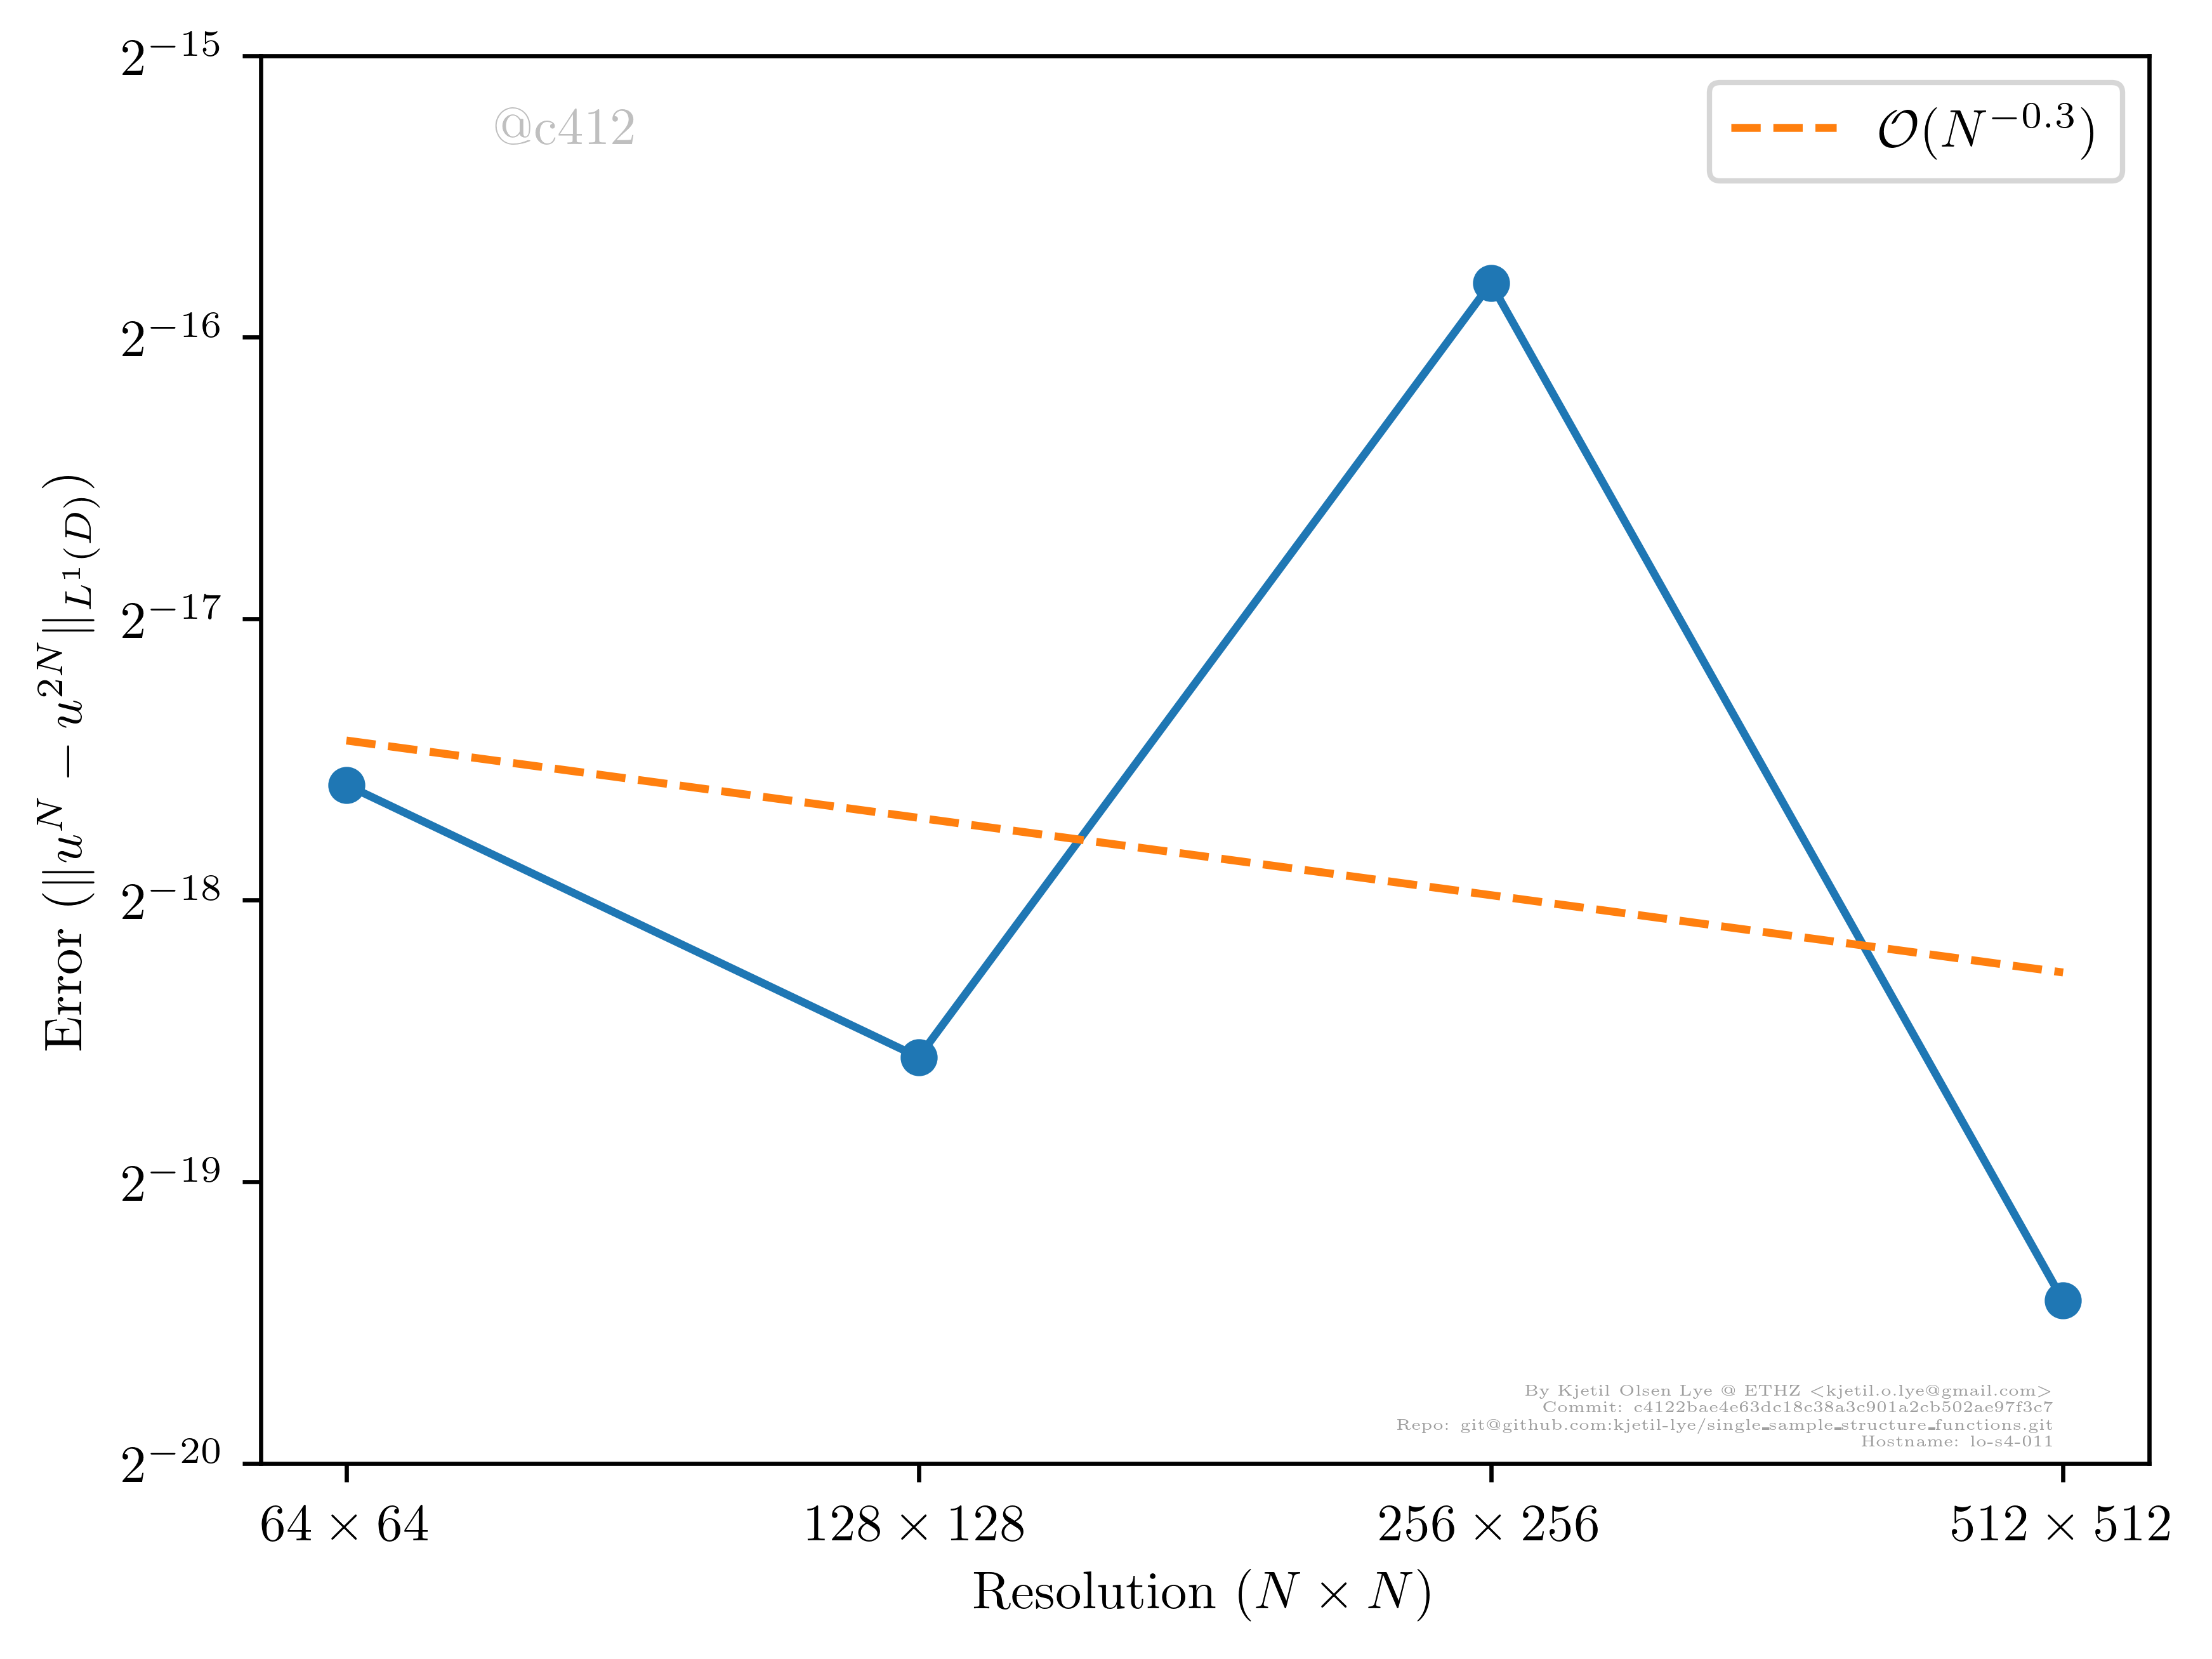 2^{-15}
@c412
\mathcal{O}(N^{-0.3})
2^{-16}
2^{-17}
2^{-18}
2^{-19}
2^{-20}
Error (||u^N − u^{2N}||_{L^1(D)})
By Kjetil Olsen Lye @ ETHZ <kjetil.o.lye@gmail.com>
Commit: c4122bae4e63dc18c38a3c901a2cb502ae97f3c7
Repo: git@github.com:kjetil-lye/single_sample_structure_functions.git
Hostname: lo-s4-011
64 × 64 128 × 128 256 × 256 512 × 512
Resolution (N × N)